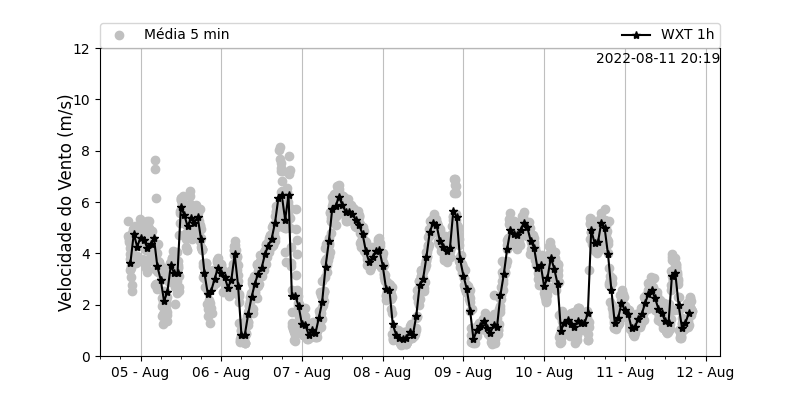 Média 5 min
WXT 1h
2022-08-11 20:19
Velocidade do Vento (m/s)
12
10
8
6
4
2
0
05 - Aug 06 - Aug 07 - Aug 08 - Aug 09 - Aug 10 - Aug 11 - Aug 12 - Aug